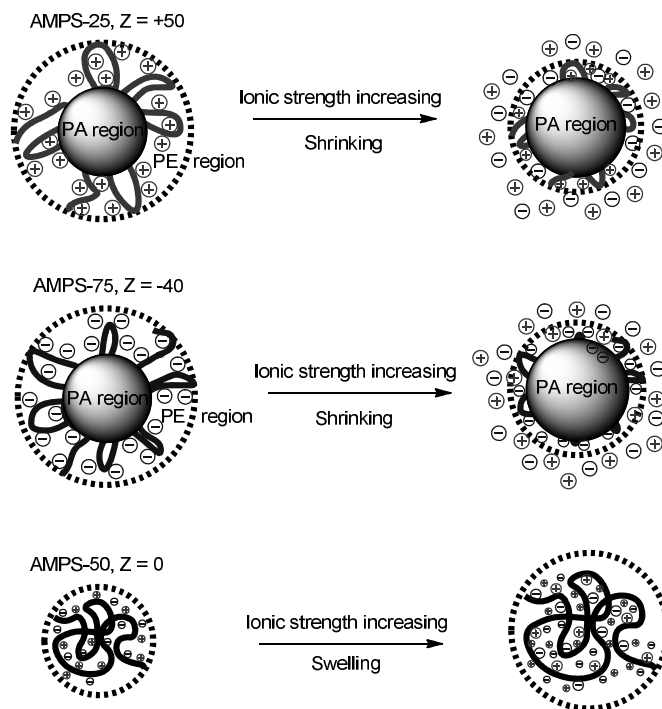 AMPS-25, Z = +50
PA region
PE region
Ionic strength increasing
Shrinking
PA region
AMPS-75, Z = -40
PA region
PE region
Ionic strength increasing
Shrinking
PA region
AMPS-50, Z = 0
Ionic strength increasing
Swelling